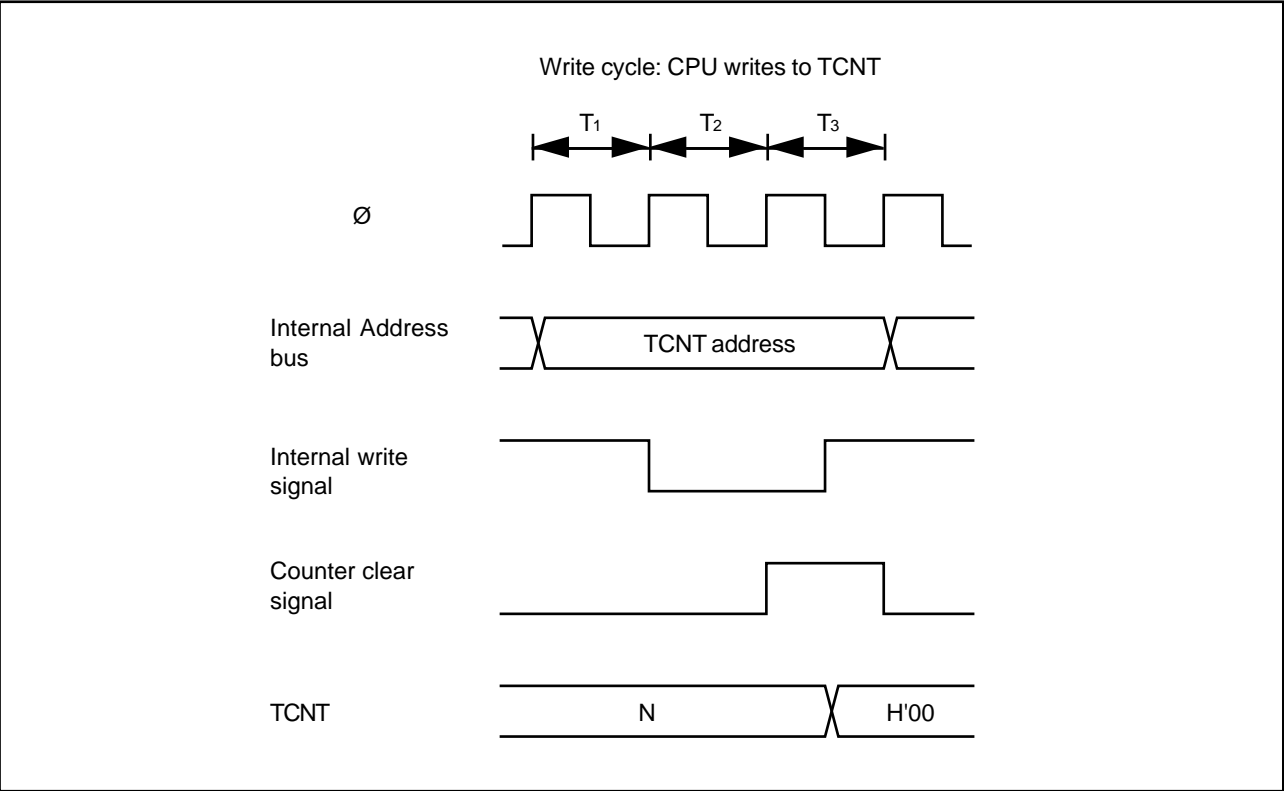 Write cycle: CPU writes to TCNT
T1 T2 T3
Ø
Internal Address
bus
TCNT address
Internal write
signal
Counter clear
signal
TCNT N H'00